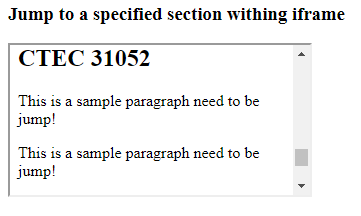 Jump to a specified section withing iframe
CTEC 31052
This is a sample paragraph need to be
jump!
This is a sample paragraph need to be
jump!